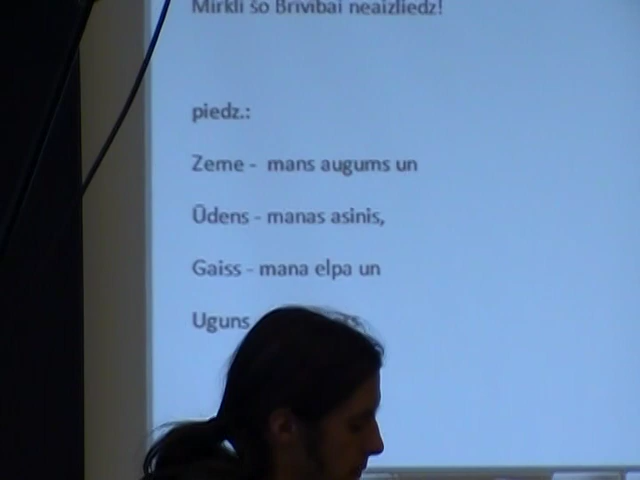 Mirkli šo Brīvībai neaizliedz!
piedz.:
Zeme - mans augums un
Ūdens - manas asinis,
Gaiss - mana elpa un
Uguns